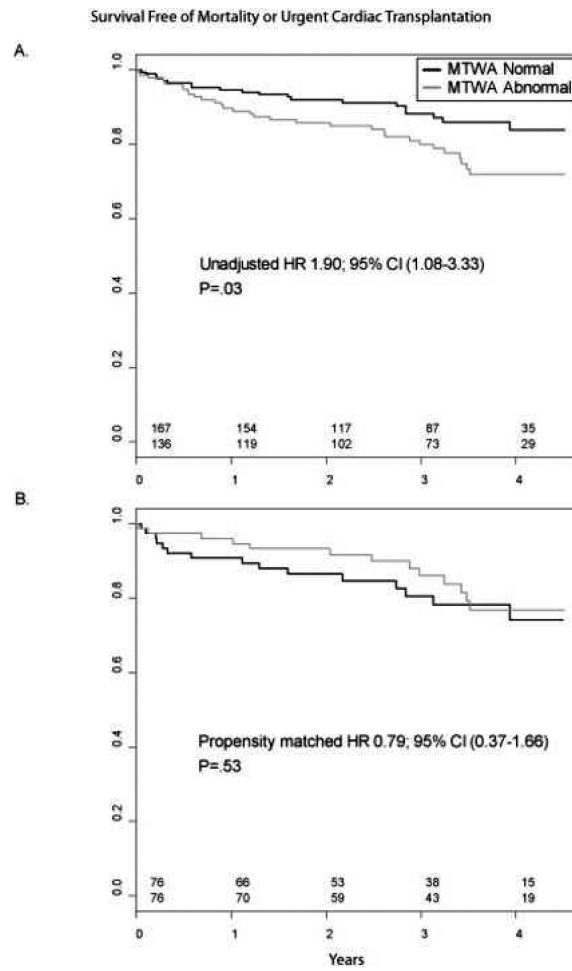 Survival Free of Mortality or Urgent Cardiac Transplantation
A.
1.0
MTWA Normal
MTWA Abnormal
0.8
0.6
Unadjusted HR 1.90; 95% CI (1.08-3.33)
P=.03
0.4
0.2
167 154 117 87 35
136 119 102 73 29
0.0
0 1 2 3 4
B.
1.0
0.8
0.6
Propensity matched HR 0.79; 95% CI (0.37-1.66)
P=.53
0.4
0.2
76 66 53 38 15
76 70 59 43 19
0.0
0 1 2 3 4
Years